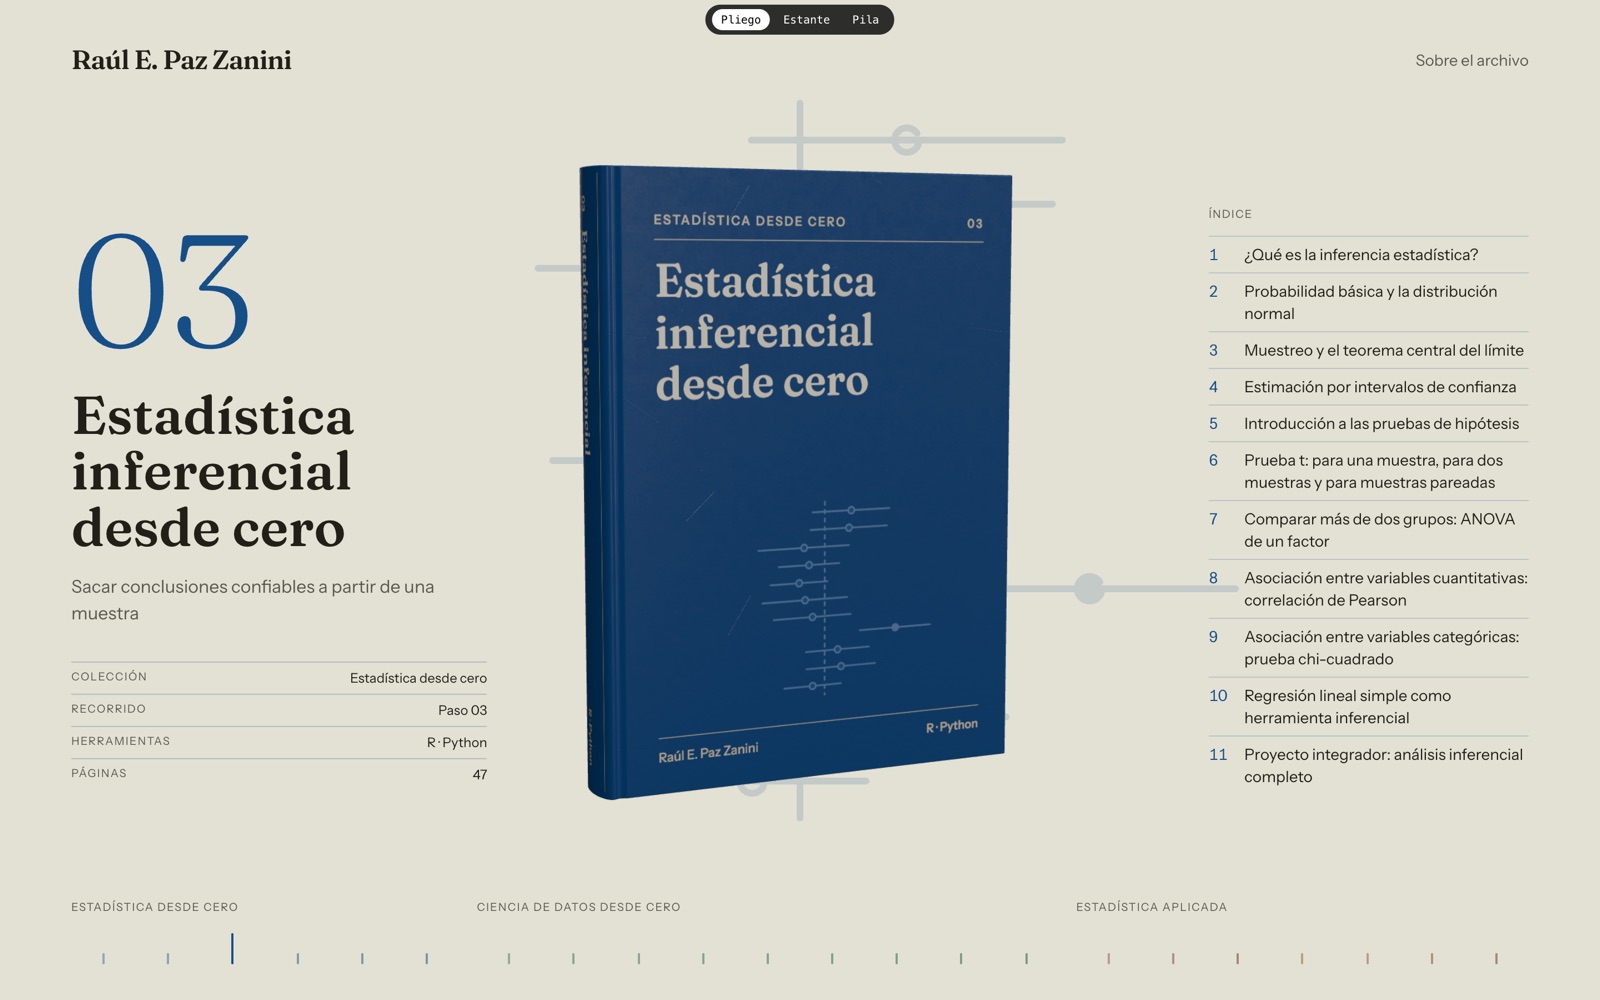 Pliego Estante Pila
Raúl E. Paz Zanini
Sobre el archivo
03
Estadística
inferencial
desde cero
Sacar conclusiones confiables a partir de una
muestra
COLECCIÓN Estadística desde cero
RECORRIDO Paso 03
HERRAMIENTAS R·Python
PÁGINAS 47
03
Estadística inferencial
R·Python
ESTADÍSTICA DESDE CERO 03
Estadística
inferencial
desde cero
Raúl E. Paz Zanini
R·Python
ÍNDICE
1 ¿Qué es la inferencia estadística?
2 Probabilidad básica y la distribución
normal
3 Muestreo y el teorema central del límite
4 Estimación por intervalos de confianza
5 Introducción a las pruebas de hipótesis
6 Prueba t: para una muestra, para dos
muestras y para muestras pareadas
7 Comparar más de dos grupos: ANOVA
de un factor
8 Asociación entre variables cuantitativas:
correlación de Pearson
9 Asociación entre variables categóricas:
prueba chi-cuadrado
10 Regresión lineal simple como
herramienta inferencial
11 Proyecto integrador: análisis inferencial
completo
ESTADÍSTICA DESDE CERO
CIENCIA DE DATOS DESDE CERO
ESTADÍSTICA APLICADA